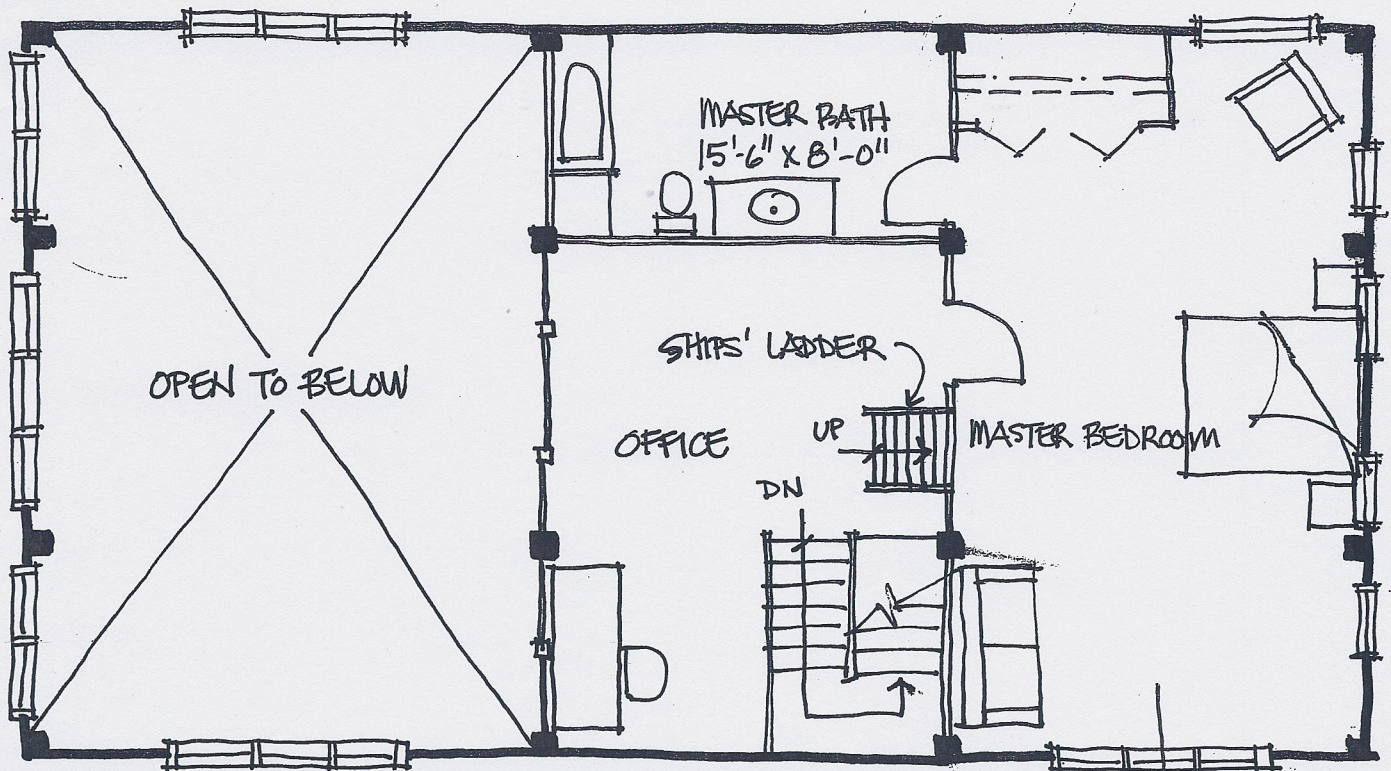 MASTER BATH
15'-6" X 8'-0"
SHIPS' LADDER
OPEN TO BELOW
OFFICE
UP
MASTER BEDROOM
DN